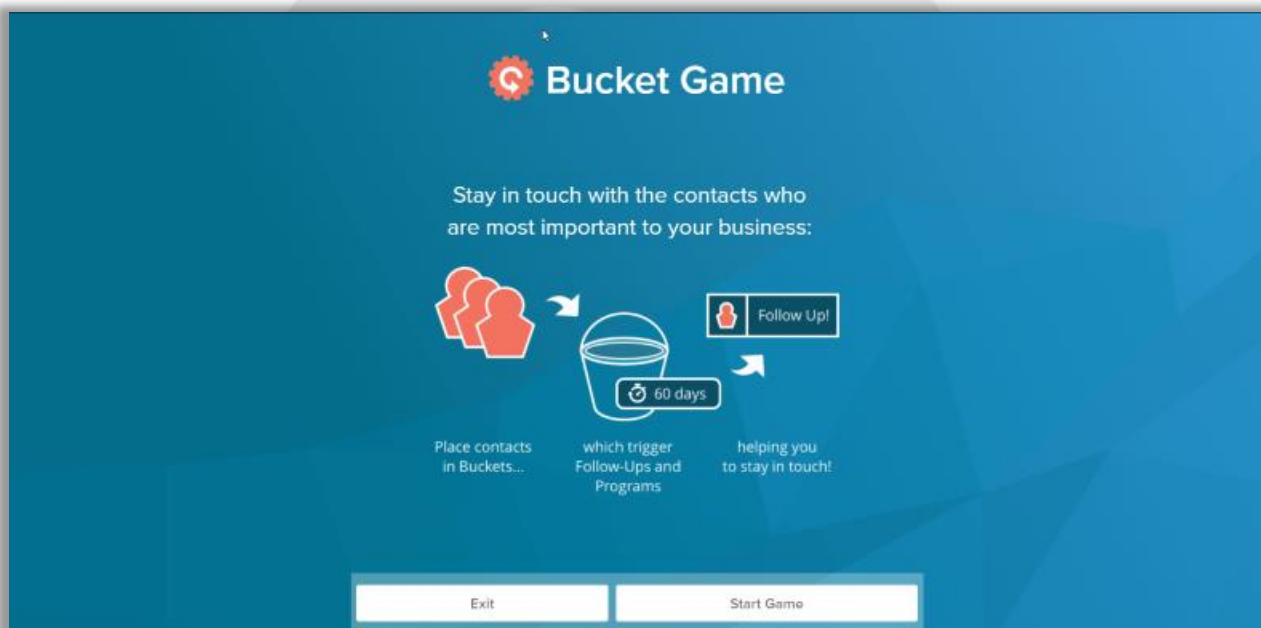 Bucket Game
Stay in touch with the contacts who
are most important to your business:
Follow Up!
60 days
Place contacts
in Buckets...
which trigger
Follow-Ups and
Programs
helping you
to stay in touch!
Exit
Start Game